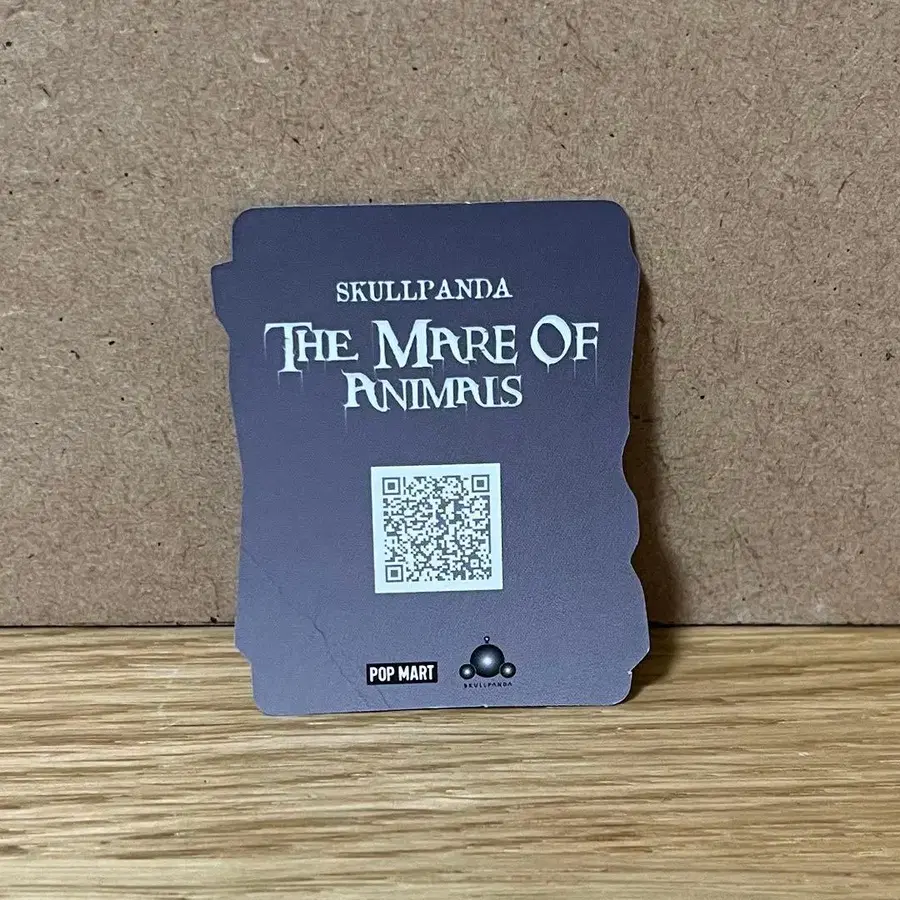 SKULLPANDA
THE MARE OF
ANIMALS
POP MART
SKULLPANDA